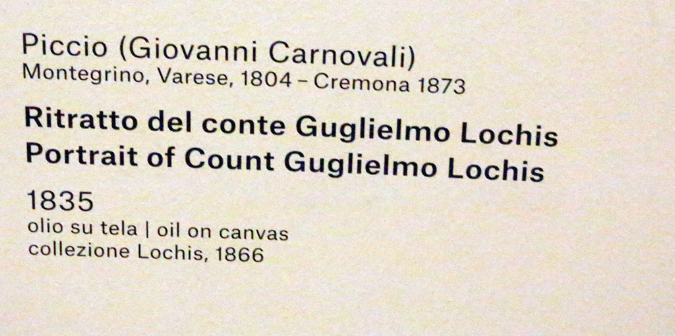 Piccio (Giovanni Carnovali)
Montegrino, Varese, 1804 – Cremona 1873
Ritratto del conte Guglielmo Lochis
Portrait of Count Guglielmo Lochis
1835
olio su tela | oil on canvas
collezione Lochis, 1866